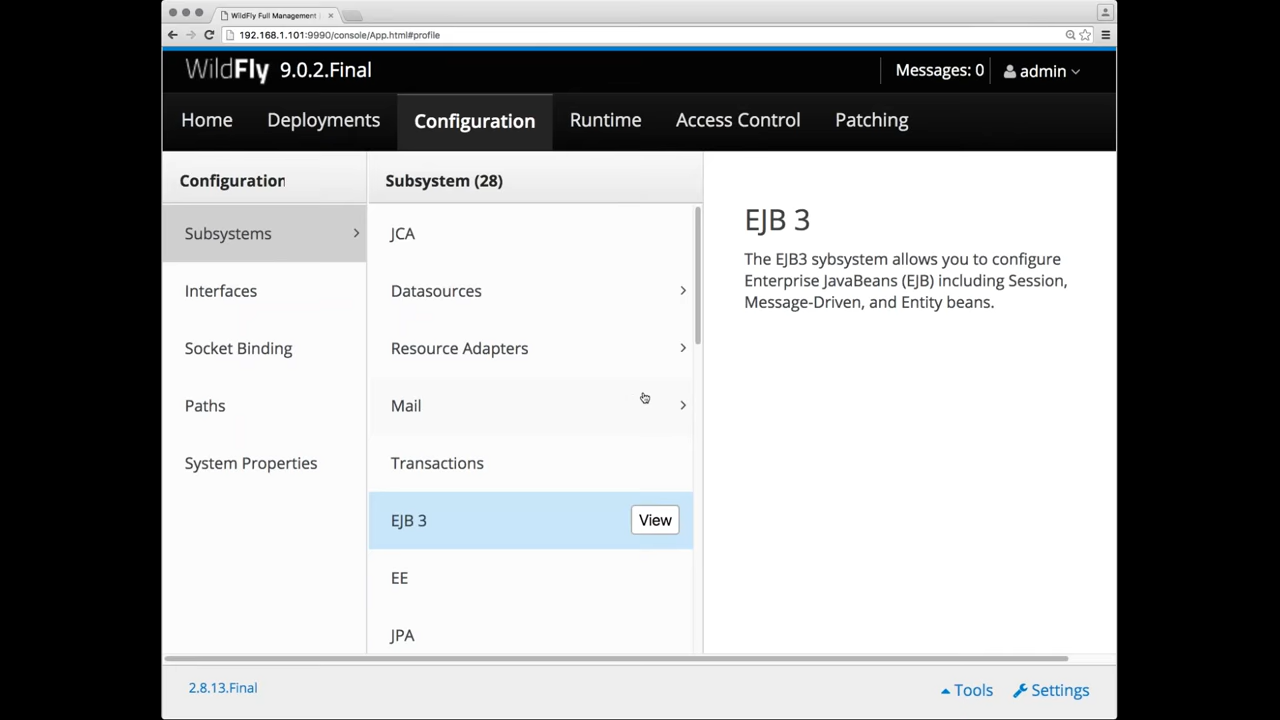 WildFly Full Management
192.168.1.101:9990/console/App.html#profile
WildFly 9.0.2.Final
Messages: 0
admin
Home
Deployments
Configuration
Runtime
Access Control
Patching
Configuration
Subsystems
Interfaces
Socket Binding
Paths
System Properties
Subsystem (28)
JCA
Datasources
Resource Adapters
Mail
Transactions
EJB 3
View
EE
JPA
EJB 3
The EJB3 sybsystem allows you to configure
Enterprise JavaBeans (EJB) including Session,
Message-Driven, and Entity beans.
2.8.13.Final
Tools
Settings